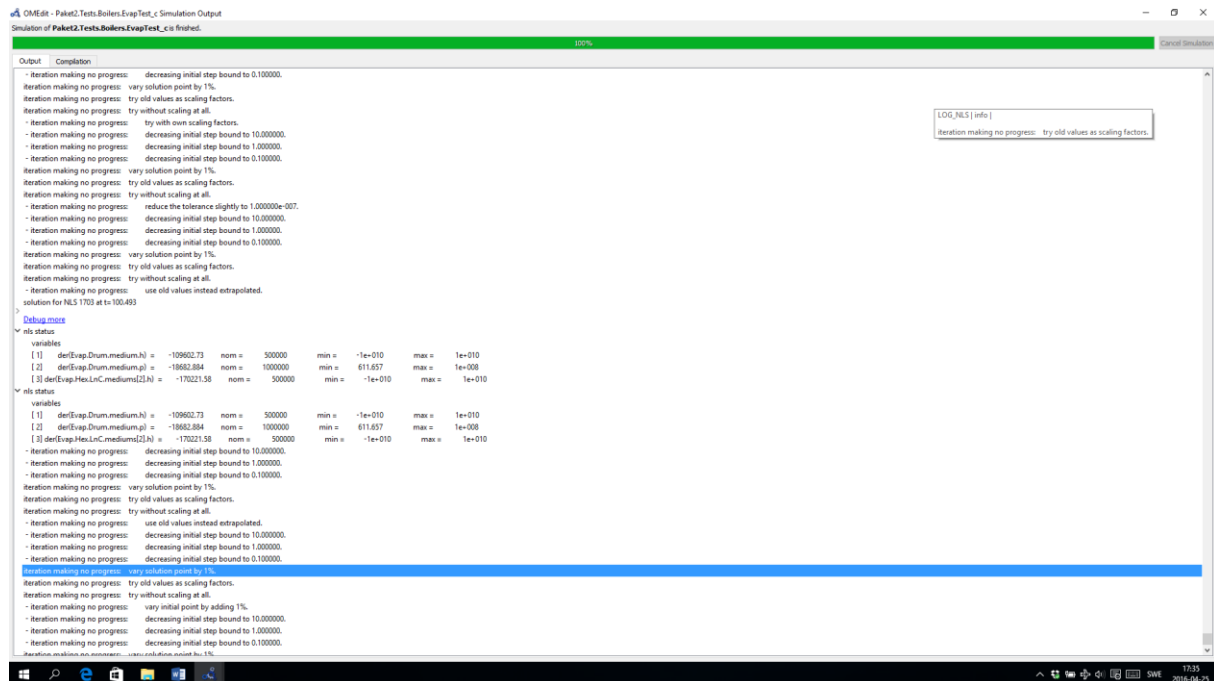 OMEdit - Paket2.Tests.Boilers.EvapTest_c Simulation Output
Simulation of Paket2.Tests.Boilers.EvapTest_c is finished.
100%
Cancel Simulation
Output Compilation
- iteration making no progress: decreasing initial step bound to 0.100000.
iteration making no progress: vary solution point by 1%.
iteration making no progress: try old values as scaling factors.
iteration making no progress: try without scaling at all.
- iteration making no progress: try with own scaling factors.
- iteration making no progress: decreasing initial step bound to 10.000000.
- iteration making no progress: decreasing initial step bound to 1.000000.
- iteration making no progress: decreasing initial step bound to 0.100000.
iteration making no progress: vary solution point by 1%.
iteration making no progress: try old values as scaling factors.
iteration making no progress: try without scaling at all.
- iteration making no progress: reduce the tolerance slightly to 1.000000e-007.
- iteration making no progress: decreasing initial step bound to 10.000000.
- iteration making no progress: decreasing initial step bound to 1.000000.
- iteration making no progress: decreasing initial step bound to 0.100000.
iteration making no progress: vary solution point by 1%.
iteration making no progress: try old values as scaling factors.
iteration making no progress: try without scaling at all.
- iteration making no progress: use old values instead extrapolated.
solution for NLS 1703 at t=100.493
Debug more
nls status
variables
[ 1] der(Evap.Drum.medium.h) = -109602.73 nom = 500000 min = -1e+010 max = 1e+010
[ 2] der(Evap.Drum.medium.p) = -18682.884 nom = 1000000 min = 611.657 max = 1e+008
[ 3] der(Evap.Hex.LnC.mediums[2].h) = -170221.58 nom = 500000 min = -1e+010 max = 1e+010
nls status
variables
[ 1] der(Evap.Drum.medium.h) = -109602.73 nom = 500000 min = -1e+010 max = 1e+010
[ 2] der(Evap.Drum.medium.p) = -18682.884 nom = 1000000 min = 611.657 max = 1e+008
[ 3] der(Evap.Hex.LnC.mediums[2].h) = -170221.58 nom = 500000 min = -1e+010 max = 1e+010
- iteration making no progress: decreasing initial step bound to 10.000000.
- iteration making no progress: decreasing initial step bound to 1.000000.
- iteration making no progress: decreasing initial step bound to 0.100000.
iteration making no progress: vary solution point by 1%.
iteration making no progress: try old values as scaling factors.
iteration making no progress: try without scaling at all.
- iteration making no progress: use old values instead extrapolated.
- iteration making no progress: decreasing initial step bound to 10.000000.
- iteration making no progress: decreasing initial step bound to 1.000000.
- iteration making no progress: decreasing initial step bound to 0.100000.
iteration making no progress: vary solution point by 1%.
iteration making no progress: try old values as scaling factors.
iteration making no progress: try without scaling at all.
- iteration making no progress: vary initial point by adding 1%.
- iteration making no progress: decreasing initial step bound to 10.000000.
- iteration making no progress: decreasing initial step bound to 1.000000.
- iteration making no progress: decreasing initial step bound to 0.100000.
iteration making no progress: vary solution point by 1%.
LOG_NLS | info |
iteration making no progress: try old values as scaling factors.
SWE
17:35
2016-04-25